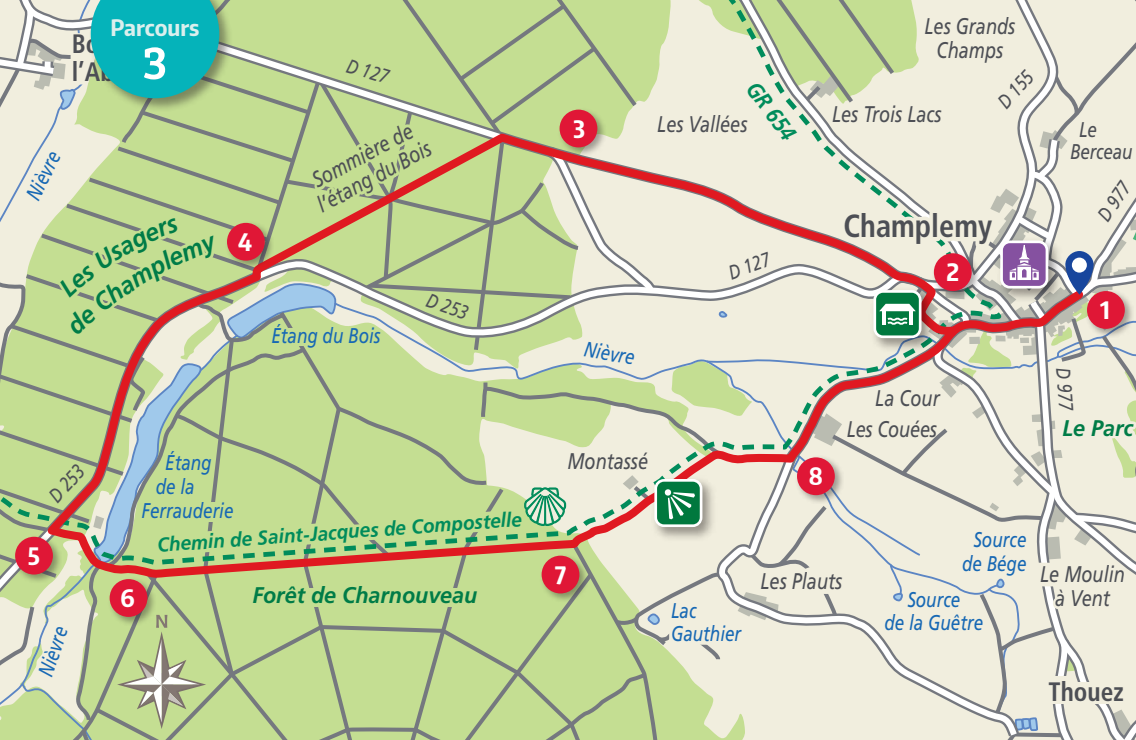 Parcours
3
D 127
Sommière de
l'étang du Bois
3
Les Vallées
GR 654
Les Trois Lacs
Les Grands
Champs
D 155
Le
Berceau
D 977
Nièvre
Les Usagers
de Champlemy
4
D 253
Étang du Bois
D 127
Champlemy
2
1
Nièvre
La Cour
Les Couées
D 977
Le Parc
Montassé
8
D 253
Étang
de la
Ferrauderie
Chemin de Saint-Jacques de Compostelle
5
6
7
Forêt de Charnouveau
N
Nièvre
Lac
Gauthier
Les Plauts
Source
de Bége
Source
de la Guêtre
Le Moulin
à Vent
Thouez